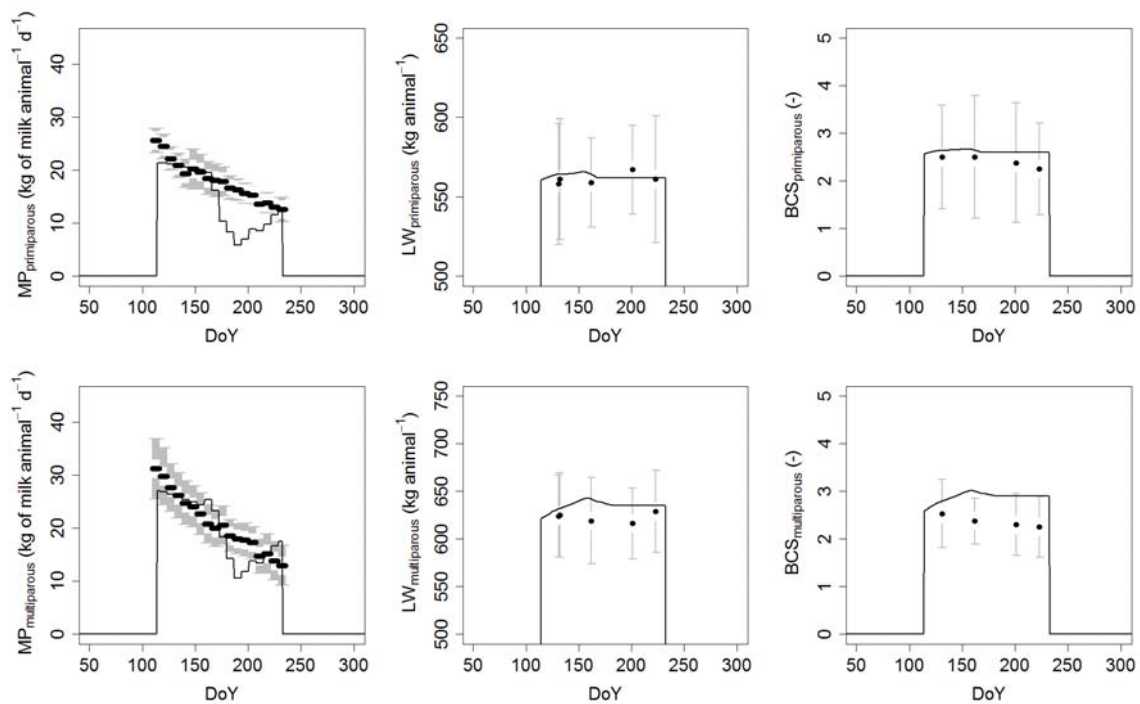 MPprimiparous (kg of milk animal⁻¹ d⁻¹)
0 10 20 30 40
50 100 150 200 250 300
DoY
LWprimiparous (kg animal⁻¹)
500 550 600 650
50 100 150 200 250 300
DoY
BCSprimiparous (-)
0 1 2 3 4 5
50 100 150 200 250 300
DoY
MPmultiparous (kg of milk animal⁻¹ d⁻¹)
0 10 20 30 40
50 100 150 200 250 300
DoY
LWmultiparous (kg animal⁻¹)
500 550 600 650 700 750
50 100 150 200 250 300
DoY
BCSmultiparous (-)
0 1 2 3 4 5
50 100 150 200 250 300
DoY